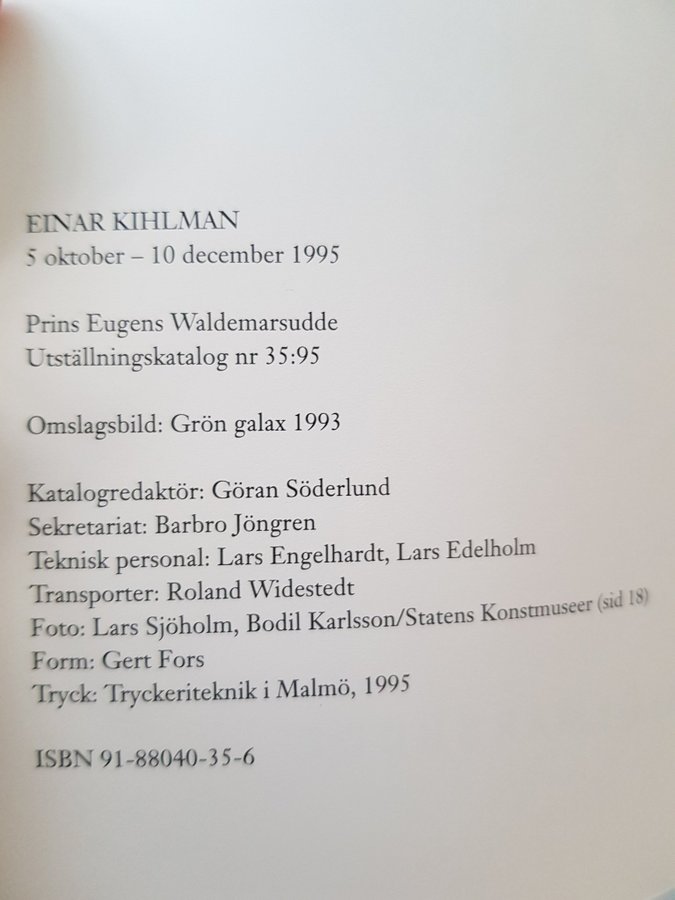 EINAR KIHLMAN
5 oktober – 10 december 1995
Prins Eugens Waldemarsudde
Utställningskatalog nr 35:95
Omslagsbild: Grön galax 1993
Katalogredaktör: Göran Söderlund
Sekretariat: Barbro Jöngren
Teknisk personal: Lars Engelhardt, Lars Edelholm
Transporter: Roland Widestedt
Foto: Lars Sjöholm, Bodil Karlsson/Statens Konstmuseer (sid 18)
Form: Gert Fors
Tryck: Tryckeriteknik i Malmö, 1995
ISBN 91-88040-35-6